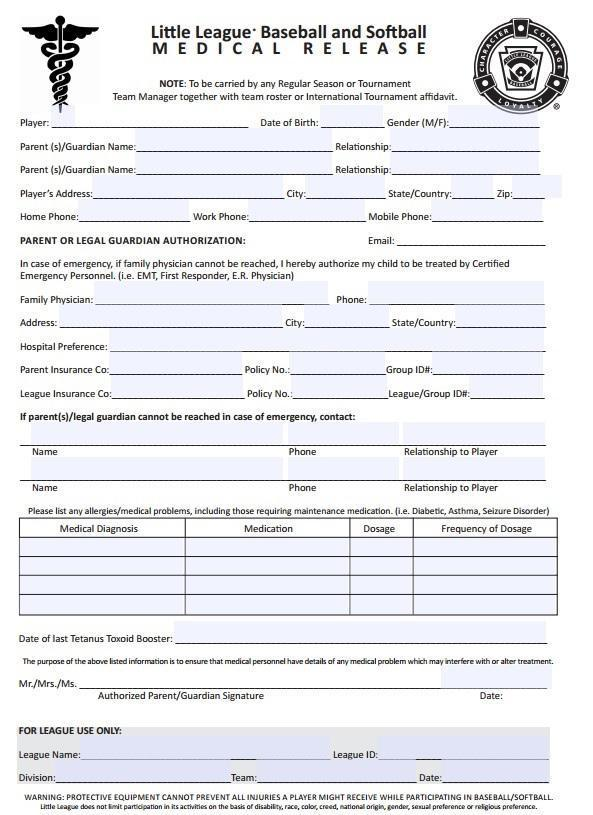 Little League® Baseball and Softball
MEDICAL RELEASE
CHARACTER COURAGE
LITTLE LEAGUE
BASEBALL
LOYALTY
®
NOTE: To be carried by any Regular Season or Tournament
Team Manager together with team roster or International Tournament affidavit.
Player: Date of Birth: Gender (M/F):
Parent (s)/Guardian Name: Relationship:
Parent (s)/Guardian Name: Relationship:
Player's Address: City: State/Country: Zip:
Home Phone: Work Phone: Mobile Phone:
PARENT OR LEGAL GUARDIAN AUTHORIZATION: Email:
In case of emergency, if family physician cannot be reached, I hereby authorize my child to be treated by Certified
Emergency Personnel. (i.e. EMT, First Responder, E.R. Physician)
Family Physician: Phone:
Address: City: State/Country:
Hospital Preference:
Parent Insurance Co: Policy No.: Group ID#:
League Insurance Co: Policy No.: League/Group ID#:
If parent(s)/legal guardian cannot be reached in case of emergency, contact:
Name Phone Relationship to Player
Name Phone Relationship to Player
Please list any allergies/medical problems, including those requiring maintenance medication. (i.e. Diabetic, Asthma, Seizure Disorder)
Medical Diagnosis Medication Dosage Frequency of Dosage
Date of last Tetanus Toxoid Booster:
The purpose of the above listed information is to ensure that medical personnel have details of any medical problem which may interfere with or alter treatment.
Mr./Mrs./Ms.
Authorized Parent/Guardian Signature Date:
FOR LEAGUE USE ONLY:
League Name: League ID:
Division: Team: Date:
WARNING: PROTECTIVE EQUIPMENT CANNOT PREVENT ALL INJURIES A PLAYER MIGHT RECEIVE WHILE PARTICIPATING IN BASEBALL/SOFTBALL.
Little League does not limit participation in its activities on the basis of disability, race, color, creed, national origin, gender, sexual preference or religious preference.